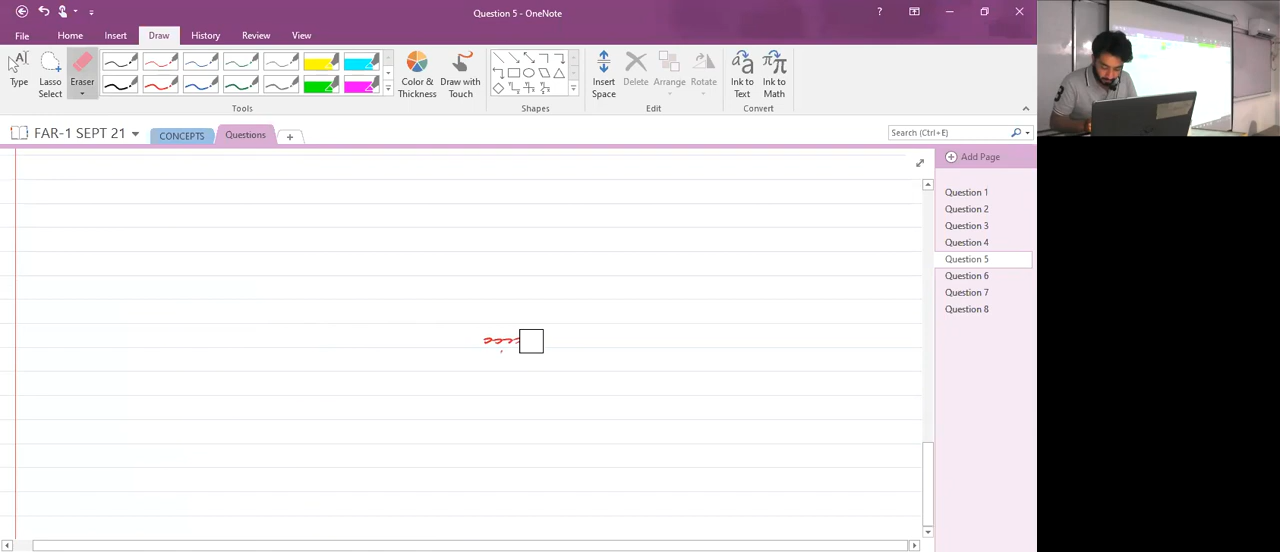 Question 5 - OneNote
?
File
Home
Insert
Draw
History
Review
View
Type
Lasso Select
Eraser
Color & Thickness
Draw with Touch
Insert Space
Delete
Arrange
Rotate
Ink to Text
Ink to Math
Tools
Shapes
Edit
Convert
FAR-1 SEPT 21
CONCEPTS
Questions
Search (Ctrl+E)
Add Page
Question 1
Question 2
Question 3
Question 4
Question 5
Question 6
Question 7
Question 8